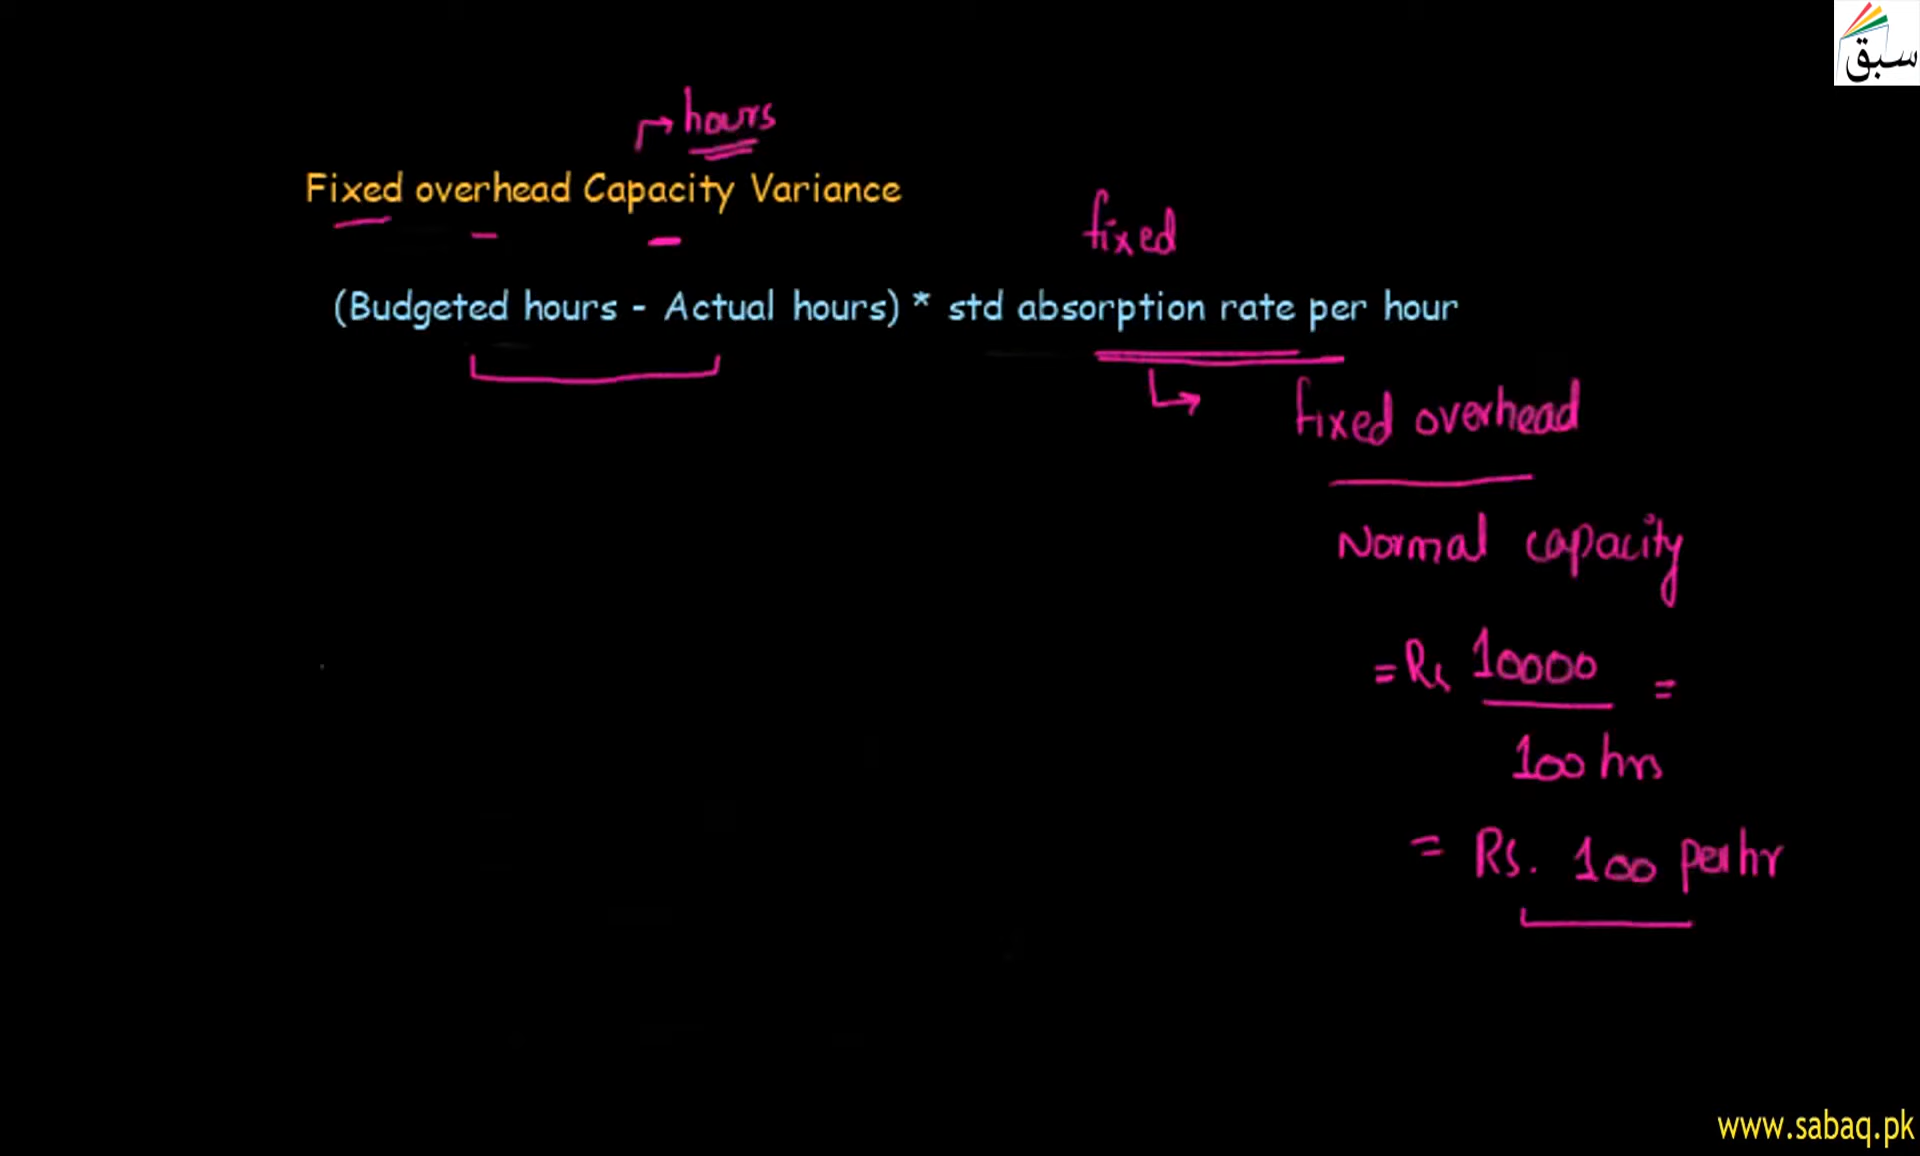 سبق
hours
Fixed overhead Capacity Variance
fixed
(Budgeted hours - Actual hours) * std absorption rate per hour
fixed overhead
Normal capacity
= Rs 10000 =
100 hrs
= Rs. 100 per hr
www.sabaq.pk